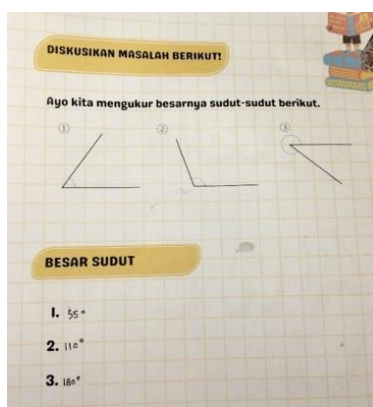 DISKUSIKAN MASALAH BERIKUT!
Ayo kita mengukur besarnya sudut-sudut berikut.
① ② ③
BESAR SUDUT
1. 55°
2. 110°
3. 180°